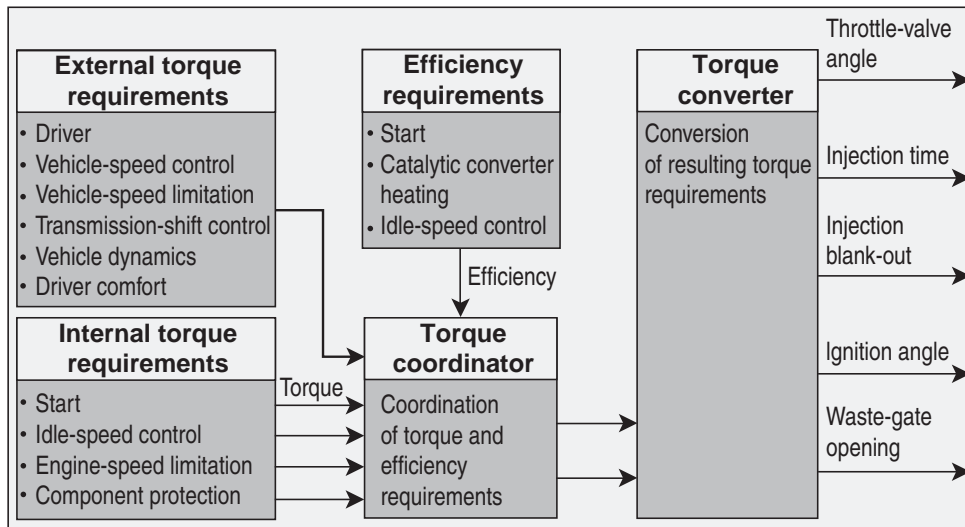 External torque
requirements
• Driver
• Vehicle-speed control
• Vehicle-speed limitation
• Transmission-shift control
• Vehicle dynamics
• Driver comfort
Internal torque
requirements
• Start
• Idle-speed control
• Engine-speed limitation
• Component protection
Torque
Efficiency
requirements
• Start
• Catalytic converter
heating
• Idle-speed control
Efficiency
Torque
coordinator
Coordination
of torque and
efficiency
requirements
Torque
converter
Conversion
of resulting torque
requirements
Throttle-valve
angle
Injection time
Injection
blank-out
Ignition angle
Waste-gate
opening